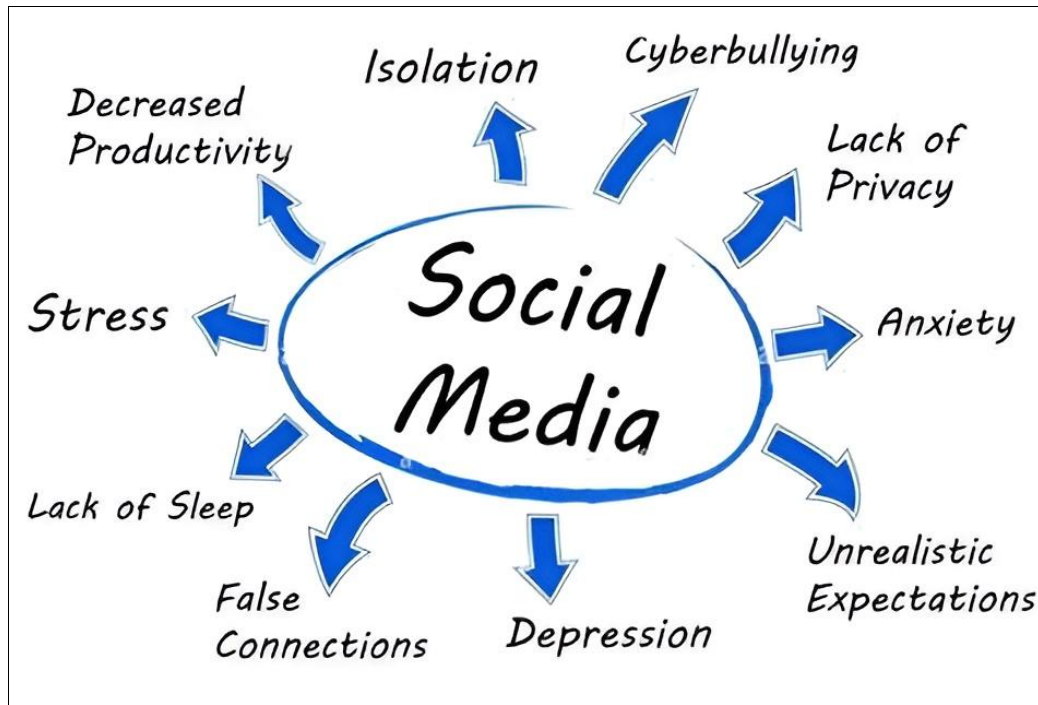 Isolation
Cyberbullying
Decreased
Productivity
Lack of
Privacy
Social
Media
Stress
Anxiety
Lack of Sleep
Unrealistic
Expectations
False
Connections
Depression